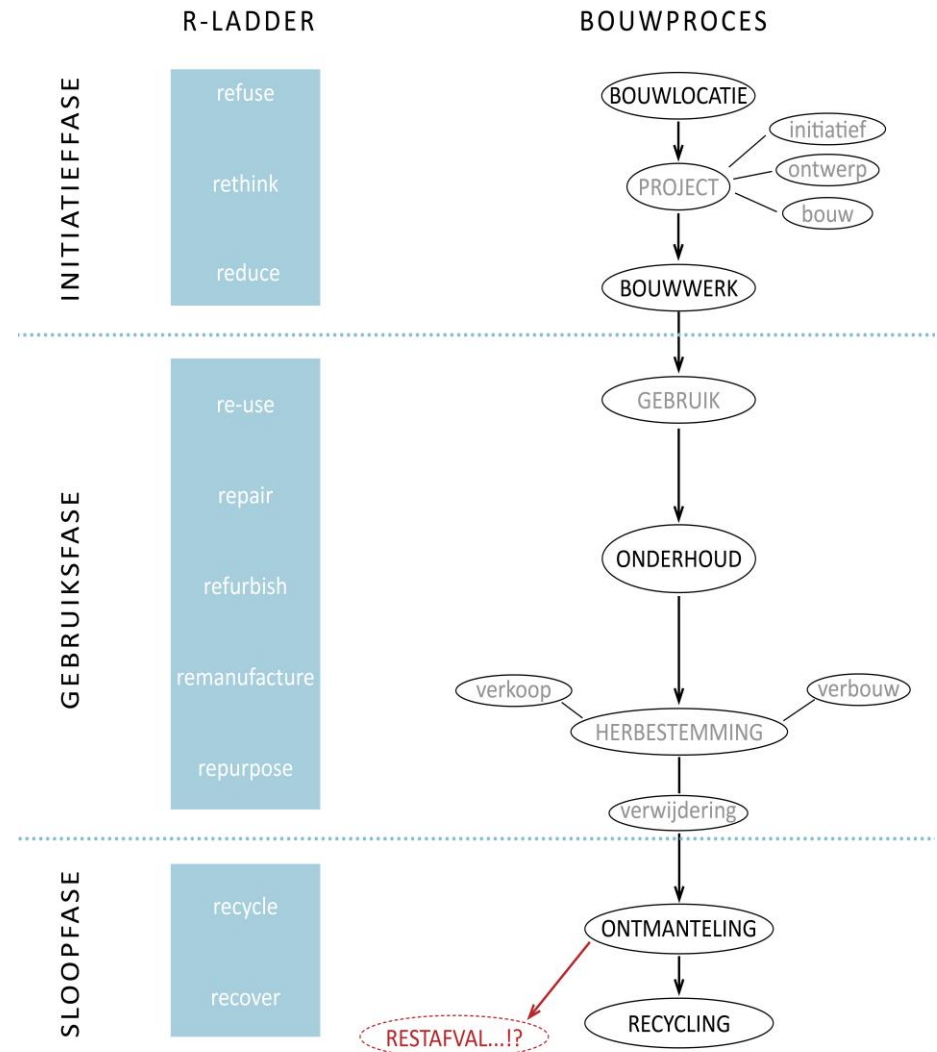 R-LADDER
BOUWPROCES
INITIATIEFFASE
refuse
rethink
reduce
BOUWLOCATIE
initiatief
ontwerp
PROJECT
bouw
BOUWWERK
GEBRUIKSFASE
re-use
repair
refurbish
remanufacture
repurpose
GEBRUIK
ONDERHOUD
verkoop
verbouw
HERBESTEMMING
verwijdering
SLOOPFASE
recycle
recover
ONTMANTELING
RESTAFVAL...!?
RECYCLING